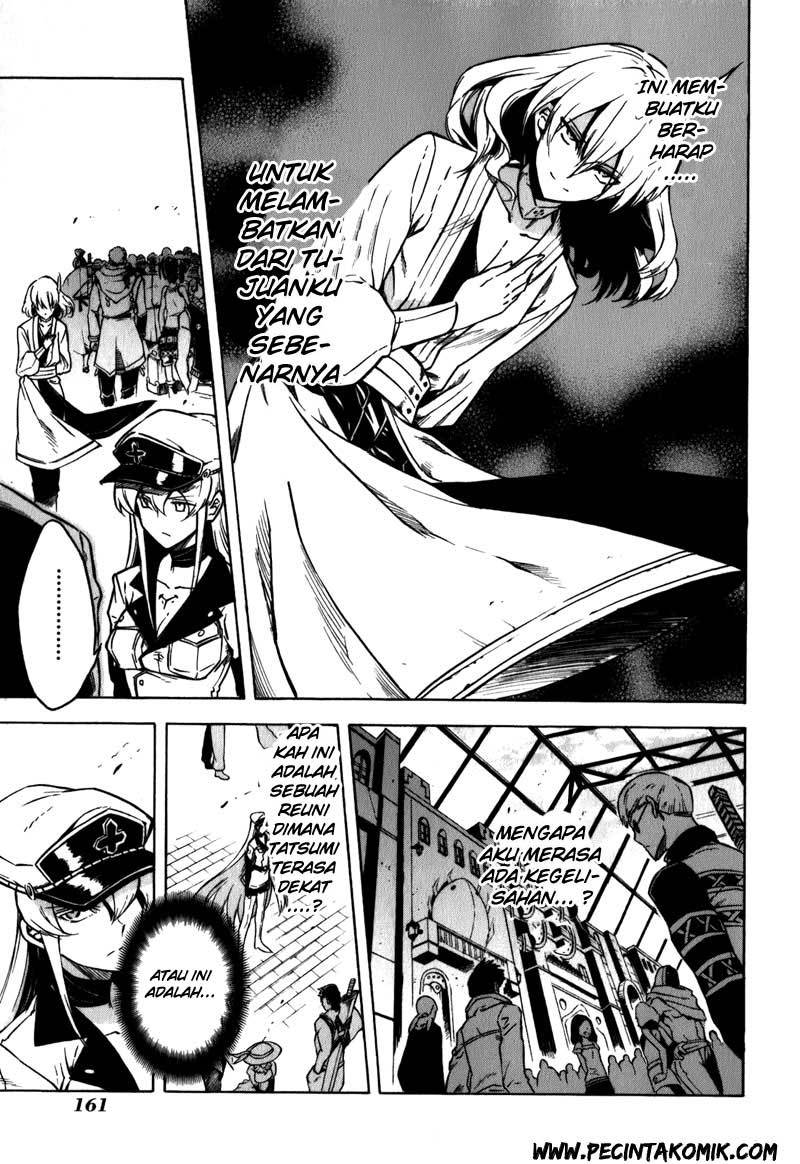 INI MEM-
BUATKU
BER-
HARAP
.....
UNTUK
MELAM-
BATKAN
DARI TU-
JUANKU
YANG
SEBE-
NARNYA
..........
MENGAPA
AKU MERASA
ADA KEGELI-
SAHAN... ?
APA
KAH INI
ADALAH
SEBUAH
REUNI
DIMANA
TATSUMI
TERASA
DEKAT
....?
ATAU INI
ADALAH...
161
WWW.PECINTAKOMIK.COM